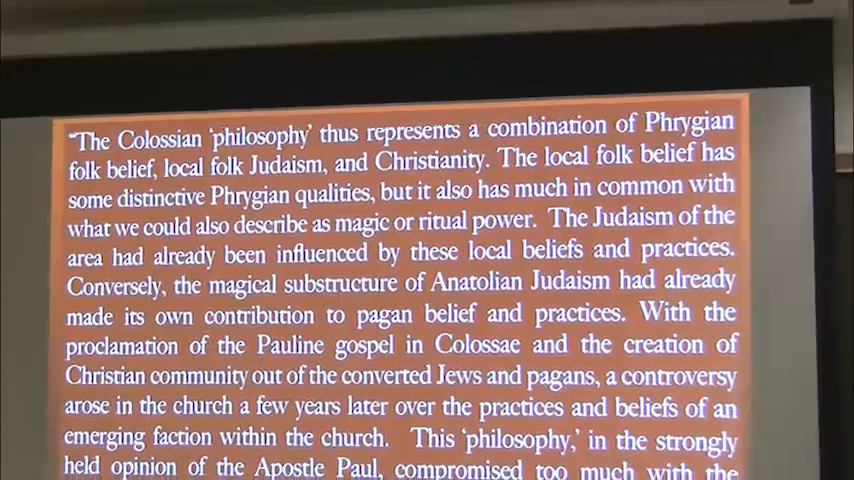 "The Colossian 'philosophy' thus represents a combination of Phrygian
folk belief, local folk Judaism, and Christianity. The local folk belief has
some distinctive Phrygian qualities, but it also has much in common with
what we could also describe as magic or ritual power. The Judaism of the
area had already been influenced by these local beliefs and practices.
Conversely, the magical substructure of Anatolian Judaism had already
made its own contribution to pagan belief and practices. With the
proclamation of the Pauline gospel in Colossae and the creation of
Christian community out of the converted Jews and pagans, a controversy
arose in the church a few years later over the practices and beliefs of an
emerging faction within the church. This 'philosophy,' in the strongly
held opinion of the Apostle Paul, compromised too much with the